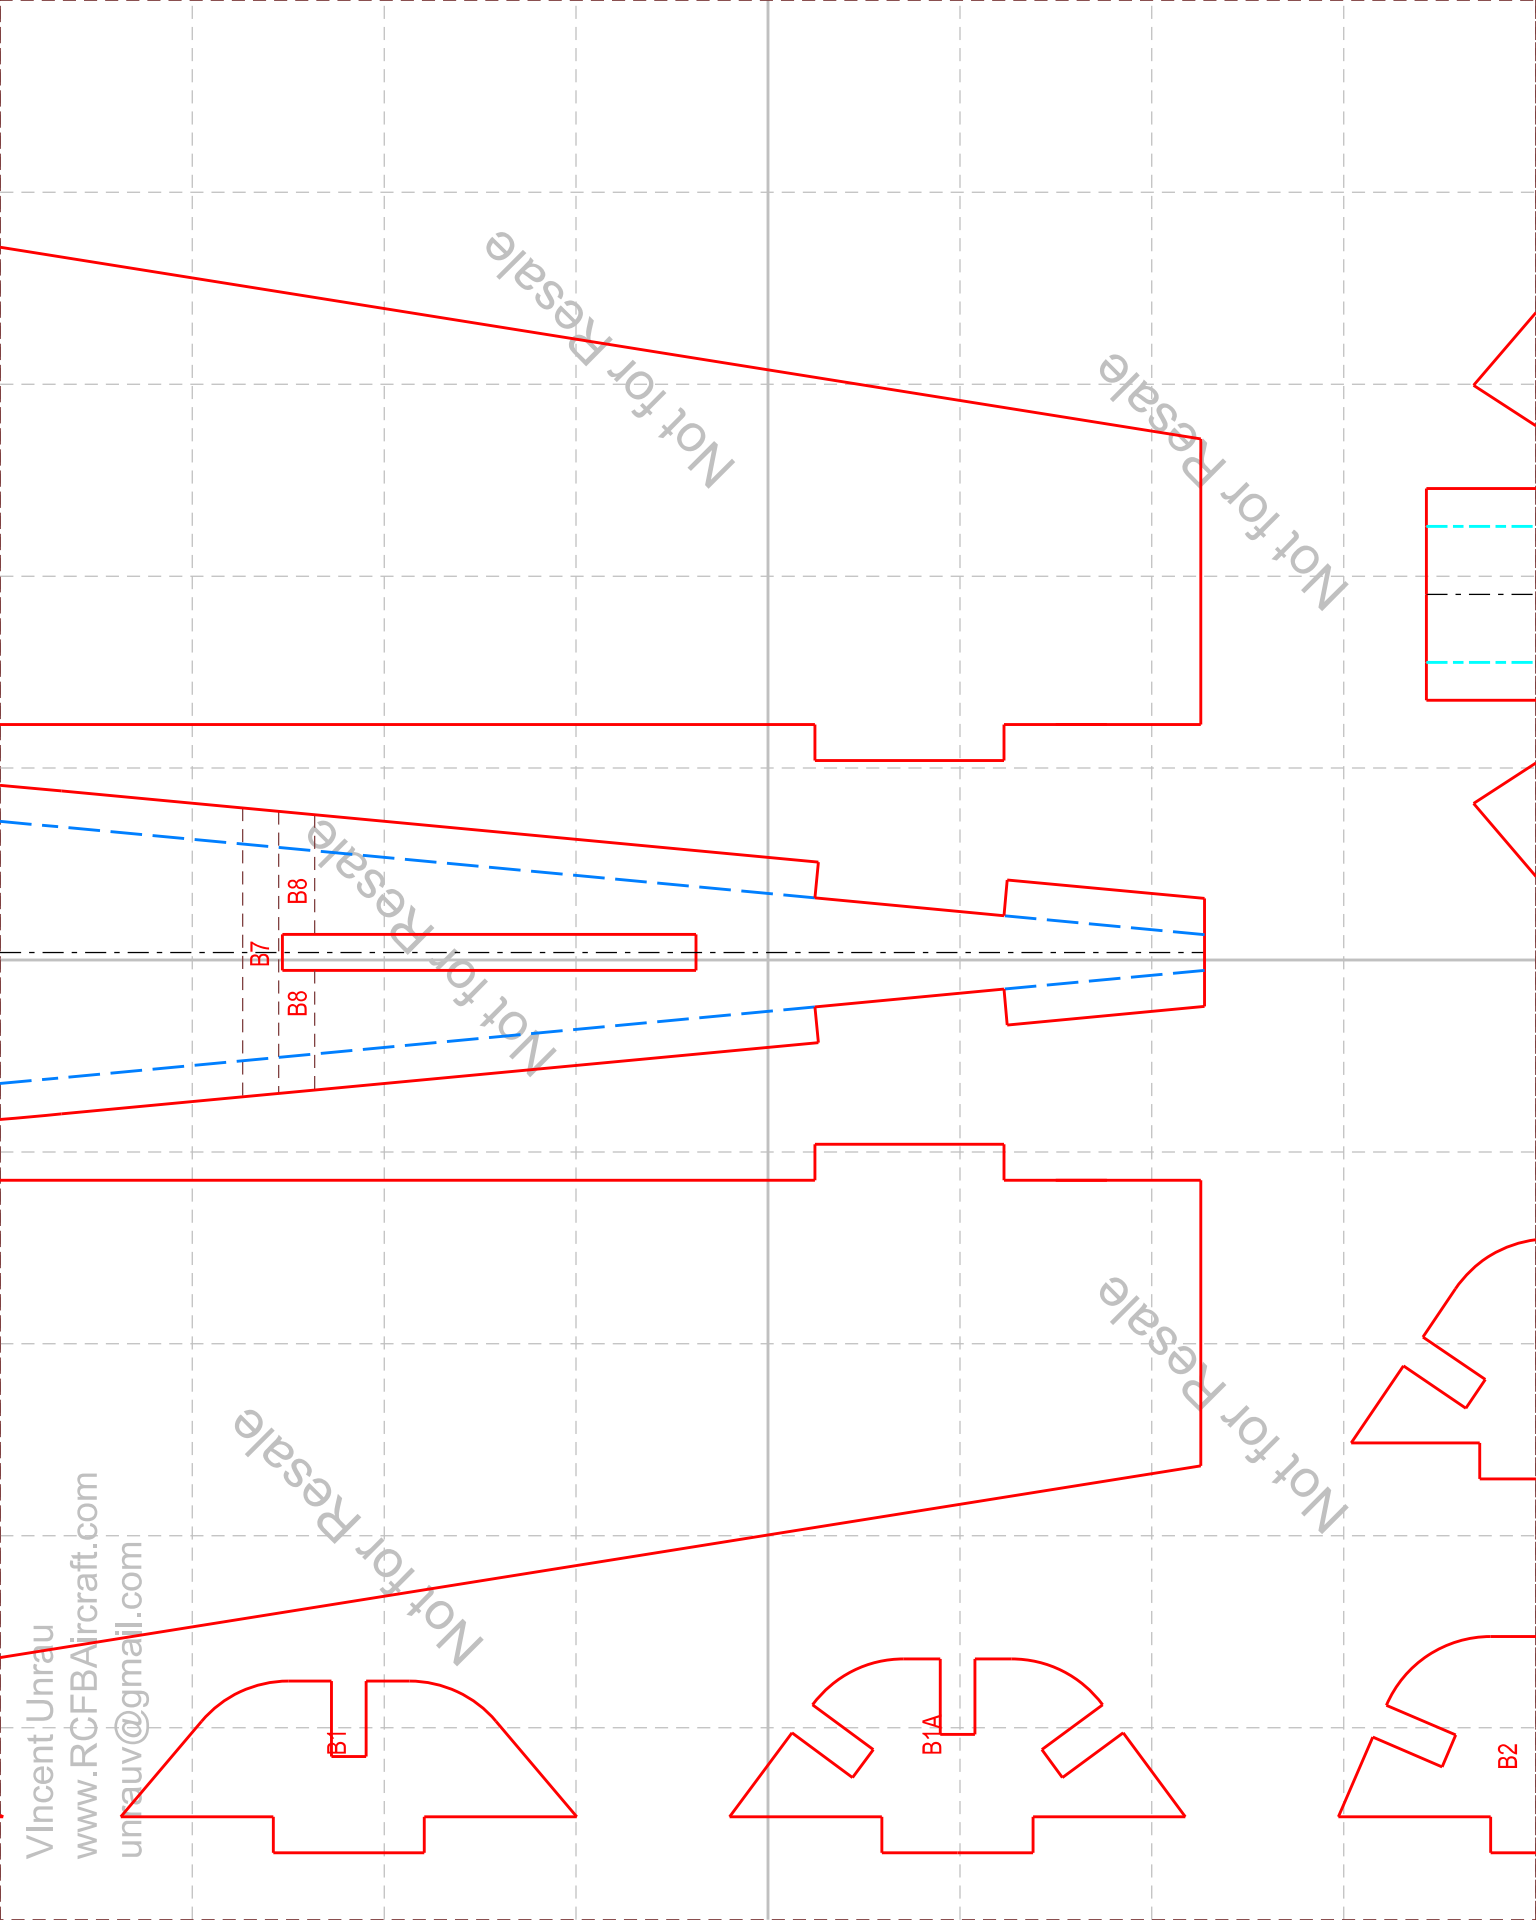 Not for Resale
Not for Resale
Not for Resale
B8
B7
B8
Not for Resale
Not for Resale
VIncent Unrau
www.RCFBAircraft.com
unrauv@gmail.com
B1
B1A
B2